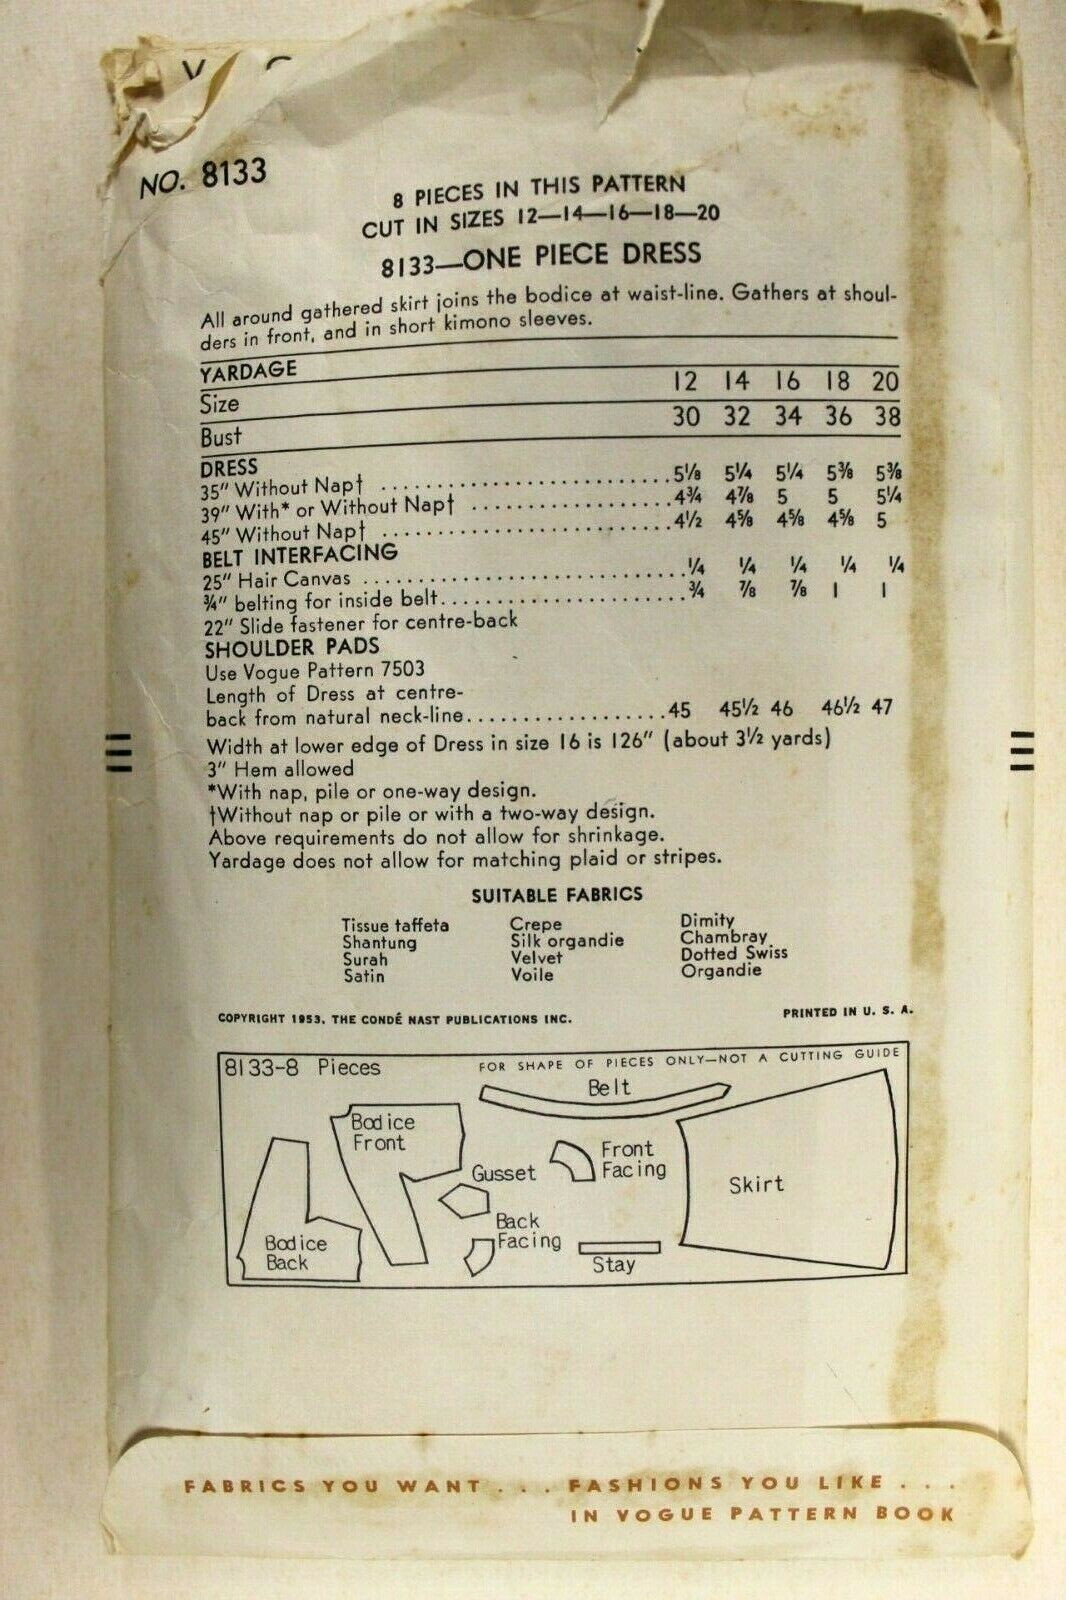 NO. 8133
8 PIECES IN THIS PATTERN
CUT IN SIZES 12—14—16—18—20
8133—ONE PIECE DRESS
All around gathered skirt joins the bodice at waist-line. Gathers at shoul-
ders in front, and in short kimono sleeves.
YARDAGE
Size 12 14 16 18 20
Bust 30 32 34 36 38
DRESS
35" Without Nap† 5⅛ 5¼ 5¼ 5⅜ 5⅜
39" With* or Without Nap† 4¾ 4⅞ 5 5 5¼
45" Without Nap† 4½ 4⅝ 4⅝ 4⅝ 5
BELT INTERFACING
25" Hair Canvas ¼ ¼ ¼ ¼ ¼
¾" belting for inside belt ¾ ⅞ ⅞ 1 1
22" Slide fastener for centre-back
SHOULDER PADS
Use Vogue Pattern 7503
Length of Dress at centre-
back from natural neck-line 45 45½ 46 46½ 47
Width at lower edge of Dress in size 16 is 126" (about 3½ yards)
3" Hem allowed
*With nap, pile or one-way design.
†Without nap or pile or with a two-way design.
Above requirements do not allow for shrinkage.
Yardage does not allow for matching plaid or stripes.
SUITABLE FABRICS
Tissue taffeta Crepe Dimity
Shantung Silk organdie Chambray
Surah Velvet Dotted Swiss
Satin Voile Organdie
COPYRIGHT 1953, THE CONDÉ NAST PUBLICATIONS INC. PRINTED IN U. S. A.
8133-8 Pieces FOR SHAPE OF PIECES ONLY—NOT A CUTTING GUIDE
Belt
Bodice
Front
Front
Facing
Gusset
Skirt
Back
Facing
Bodice
Back
Stay
FABRICS YOU WANT . . . FASHIONS YOU LIKE . . .
IN VOGUE PATTERN BOOK